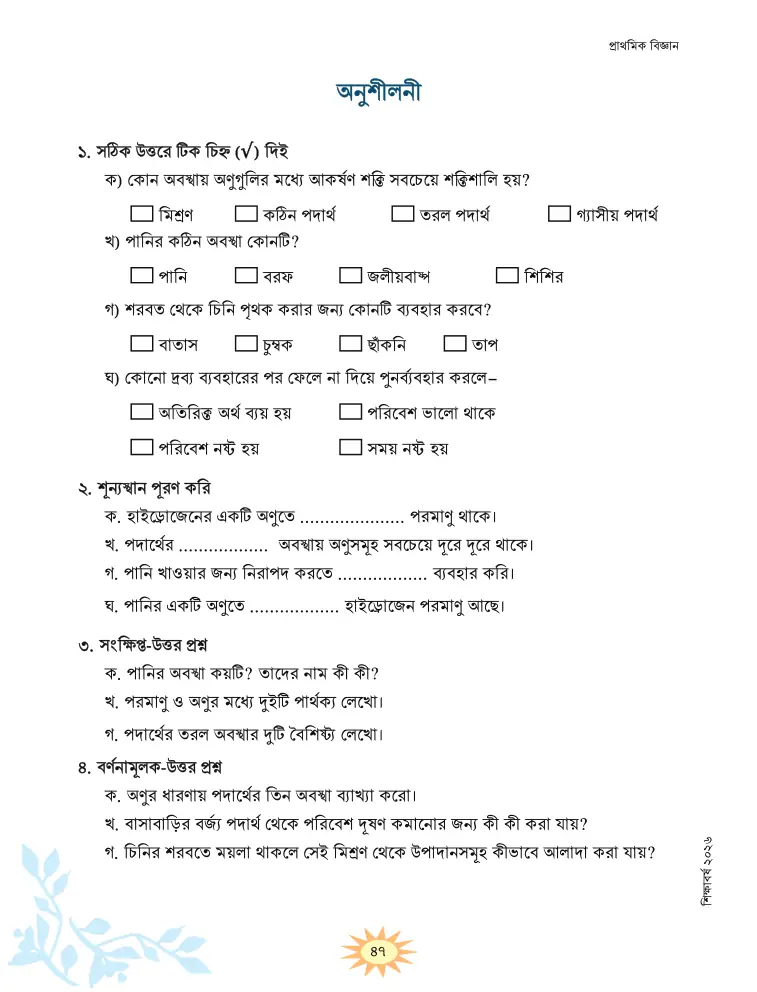 প্রাথমিক বিজ্ঞান
অনুশীলনী
১. সঠিক উত্তরে টিক চিহ্ন (√) দিই
ক) কোন অবস্থায় অণুগুলির মধ্যে আকর্ষণ শক্তি সবচেয়ে শক্তিশালি হয়?
মিশ্রণ কঠিন পদার্থ তরল পদার্থ গ্যাসীয় পদার্থ
খ) পানির কঠিন অবস্থা কোনটি?
পানি বরফ জলীয়বাষ্প শিশির
গ) শরবত থেকে চিনি পৃথক করার জন্য কোনটি ব্যবহার করবে?
বাতাস চুম্বক ছাঁকনি তাপ
ঘ) কোনো দ্রব্য ব্যবহারের পর ফেলে না দিয়ে পুনর্ব্যবহার করলে–
অতিরিক্ত অর্থ ব্যয় হয় পরিবেশ ভালো থাকে
পরিবেশ নষ্ট হয় সময় নষ্ট হয়
২. শূন্যস্থান পূরণ করি
ক. হাইড্রোজেনের একটি অণুতে ..................... পরমাণু থাকে।
খ. পদার্থের .................. অবস্থায় অণুসমূহ সবচেয়ে দূরে দূরে থাকে।
গ. পানি খাওয়ার জন্য নিরাপদ করতে .................. ব্যবহার করি।
ঘ. পানির একটি অণুতে .................. হাইড্রোজেন পরমাণু আছে।
৩. সংক্ষিপ্ত-উত্তর প্রশ্ন
ক. পানির অবস্থা কয়টি? তাদের নাম কী কী?
খ. পরমাণু ও অণুর মধ্যে দুইটি পার্থক্য লেখো।
গ. পদার্থের তরল অবস্থার দুটি বৈশিষ্ট্য লেখো।
৪. বর্ণনামূলক-উত্তর প্রশ্ন
ক. অণুর ধারণায় পদার্থের তিন অবস্থা ব্যাখ্যা করো।
খ. বাসাবাড়ির বর্জ্য পদার্থ থেকে পরিবেশ দূষণ কমানোর জন্য কী কী করা যায়?
গ. চিনির শরবতে ময়লা থাকলে সেই মিশ্রণ থেকে উপাদানসমূহ কীভাবে আলাদা করা যায়?
শিক্ষাবর্ষ ২০২৬
৪৭